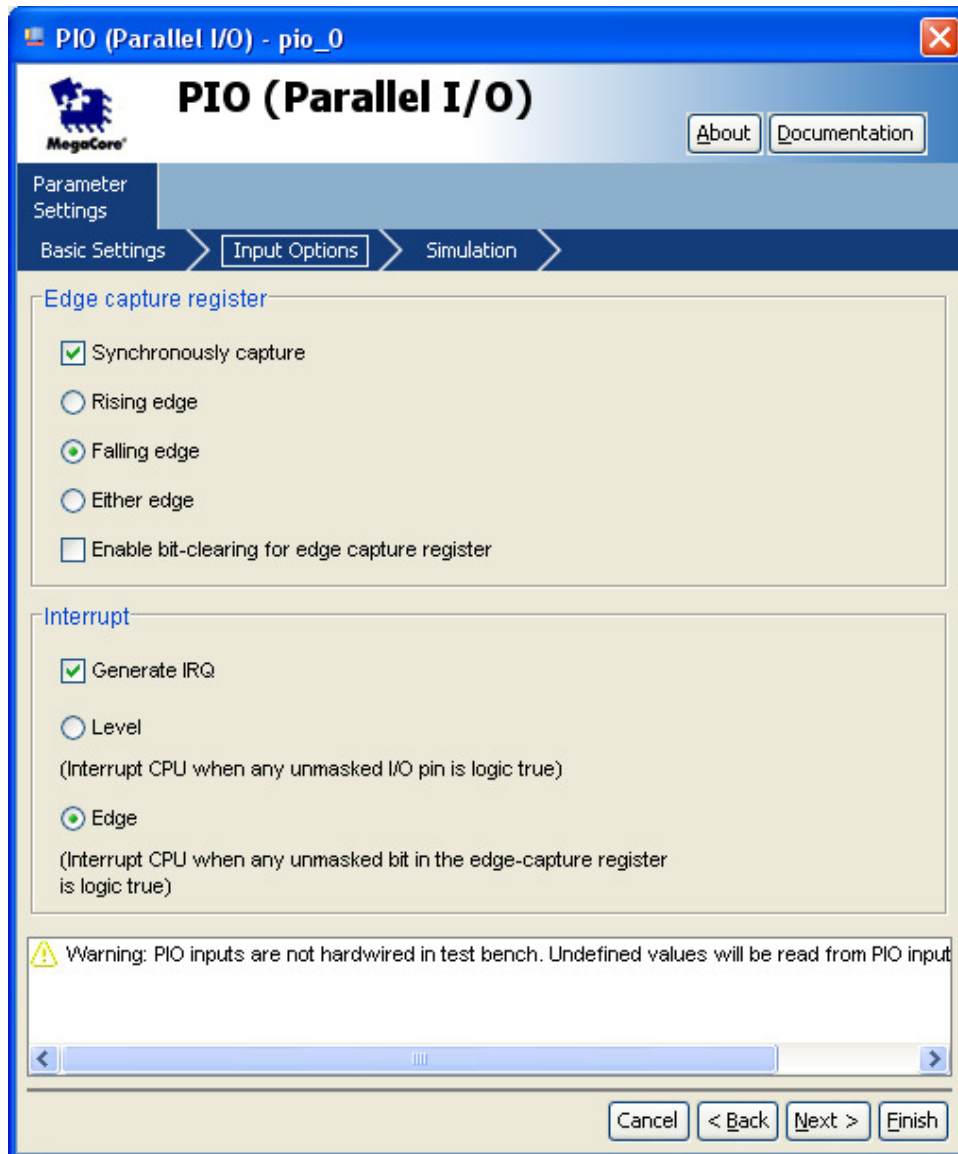 PIO (Parallel I/O) - pio_0
MegaCore®
PIO (Parallel I/O)
About
Documentation
Parameter
Settings
Basic Settings
Input Options
Simulation
Edge capture register
Synchronously capture
Rising edge
Falling edge
Either edge
Enable bit-clearing for edge capture register
Interrupt
Generate IRQ
Level
(Interrupt CPU when any unmasked I/O pin is logic true)
Edge
(Interrupt CPU when any unmasked bit in the edge-capture register
is logic true)
Warning: PIO inputs are not hardwired in test bench. Undefined values will be read from PIO input
Cancel
< Back
Next >
Finish